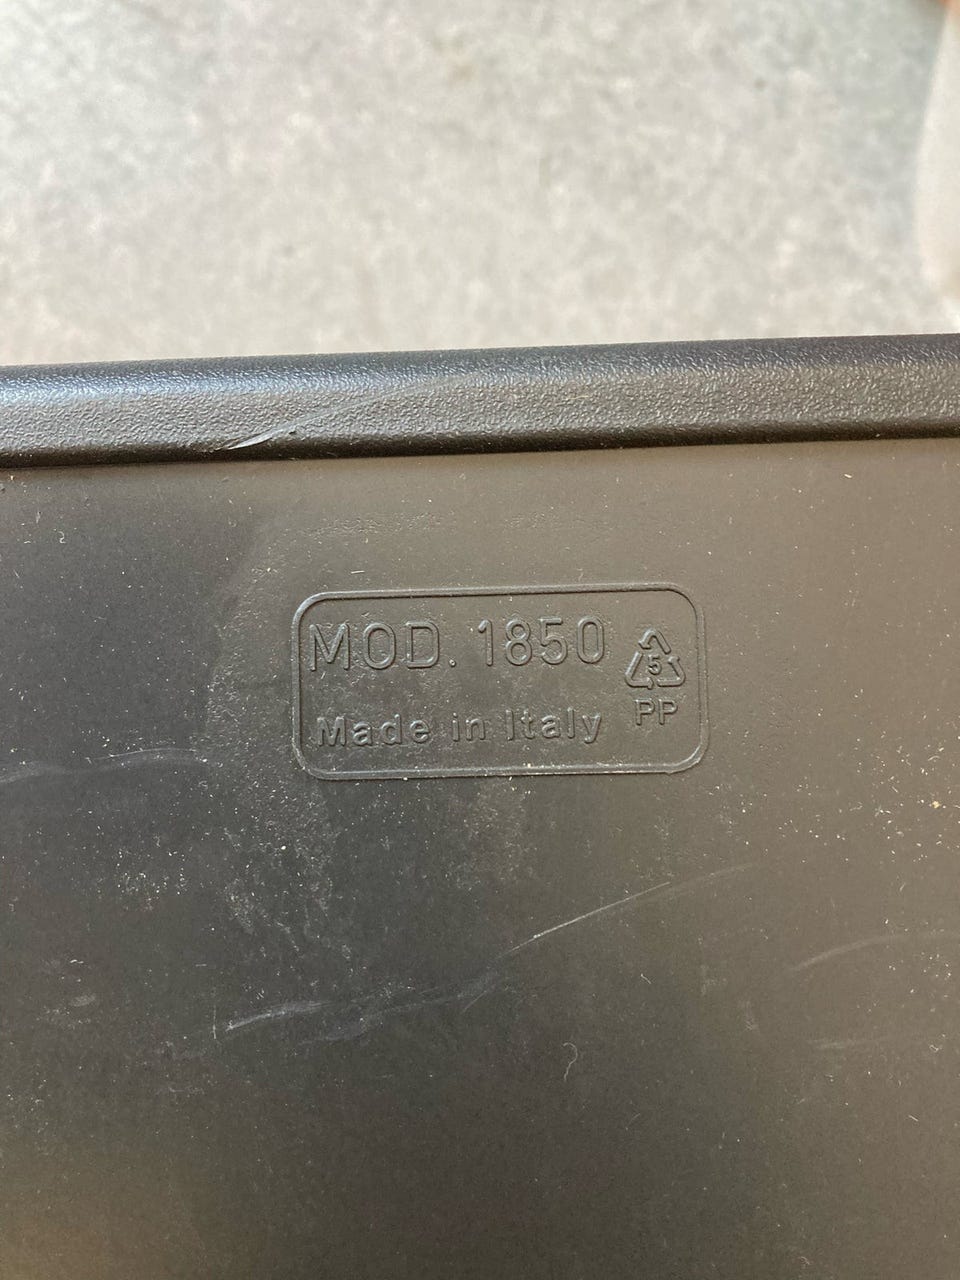 MOD. 1850
Made in Italy
5
PP